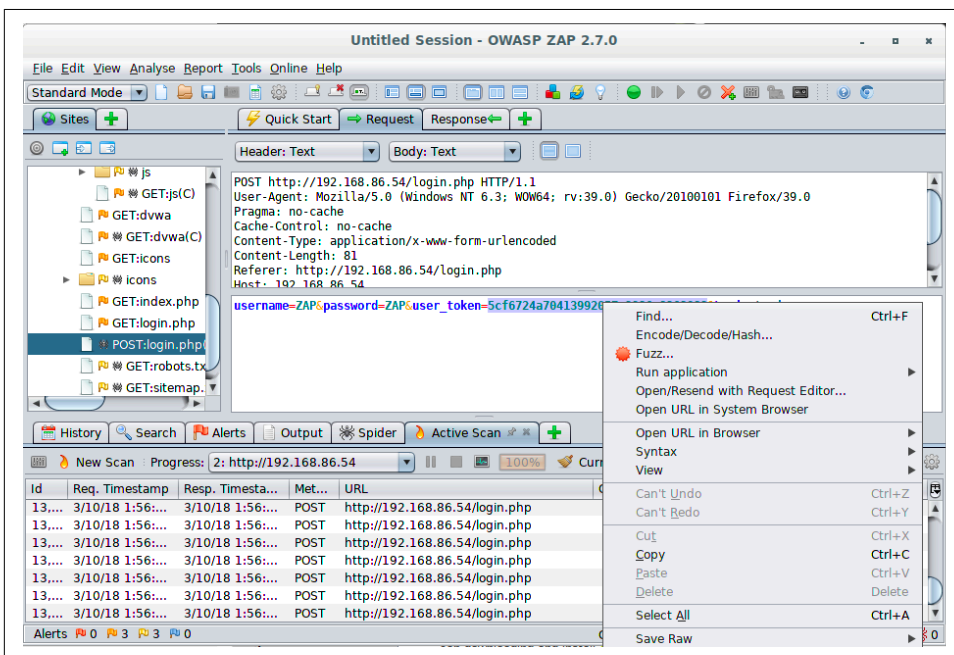 Untitled Session - OWASP ZAP 2.7.0
File Edit View Analyse Report Tools Online Help
Standard Mode
Sites
Quick Start Request Response
Header: Text Body: Text
js
GET:js(C)
GET:dvwa
GET:dvwa(C)
GET:icons
icons
GET:index.php
GET:login.php
POST:login.php(
GET:robots.tx
GET:sitemap.
POST http://192.168.86.54/login.php HTTP/1.1
User-Agent: Mozilla/5.0 (Windows NT 6.3; WOW64; rv:39.0) Gecko/20100101 Firefox/39.0
Pragma: no-cache
Cache-Control: no-cache
Content-Type: application/x-www-form-urlencoded
Content-Length: 81
Referer: http://192.168.86.54/login.php
Host: 192.168.86.54
username=ZAP&password=ZAP&user_token=5cf6724a704139920
Find... Ctrl+F
Encode/Decode/Hash...
Fuzz...
Run application
Open/Resend with Request Editor...
Open URL in System Browser
Open URL in Browser
Syntax
View
Can't Undo Ctrl+Z
Can't Redo Ctrl+Y
Cut Ctrl+X
Copy Ctrl+C
Paste Ctrl+V
Delete Delete
Select All Ctrl+A
Save Raw
History Search Alerts Output Spider Active Scan
New Scan Progress: 2: http://192.168.86.54 100% Curr
Id Req. Timestamp Resp. Timesta... Met... URL
13,... 3/10/18 1:56:... 3/10/18 1:56:... POST http://192.168.86.54/login.php
13,... 3/10/18 1:56:... 3/10/18 1:56:... POST http://192.168.86.54/login.php
13,... 3/10/18 1:56:... 3/10/18 1:56:... POST http://192.168.86.54/login.php
13,... 3/10/18 1:56:... 3/10/18 1:56:... POST http://192.168.86.54/login.php
13,... 3/10/18 1:56:... 3/10/18 1:56:... POST http://192.168.86.54/login.php
13,... 3/10/18 1:56:... 3/10/18 1:56:... POST http://192.168.86.54/login.php
13,... 3/10/18 1:56:... 3/10/18 1:56:... POST http://192.168.86.54/login.php
Alerts 0 3 3 0 0